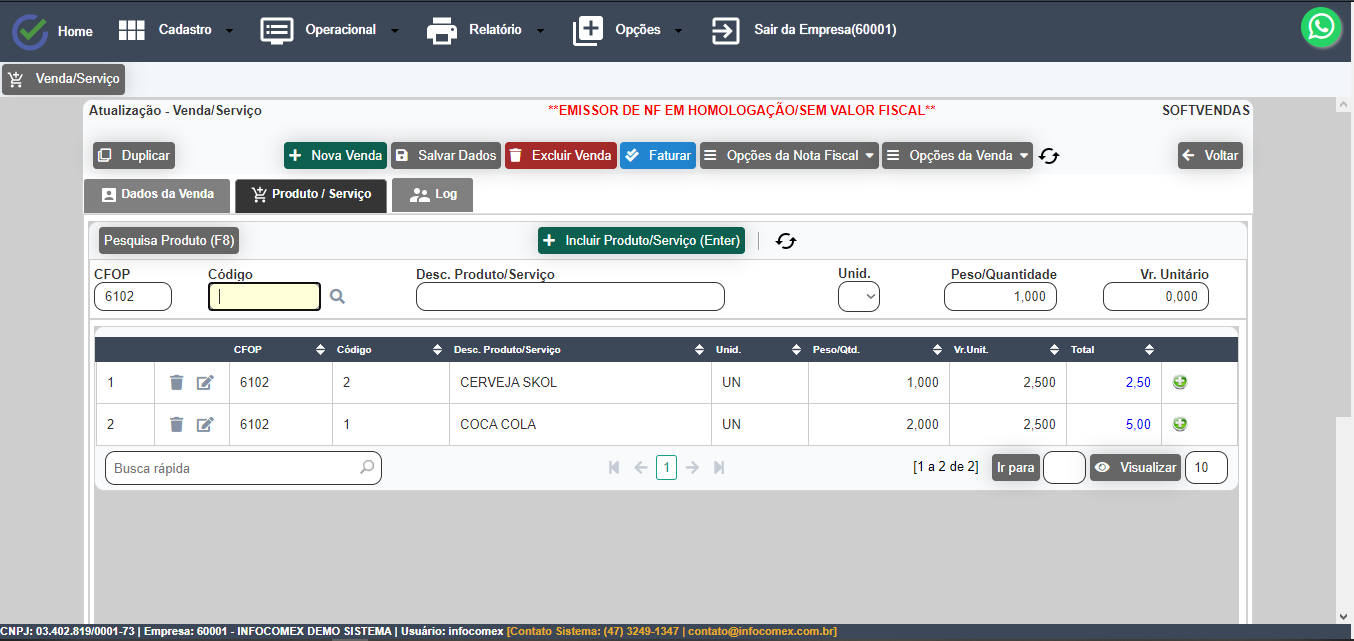 Home Cadastro Operacional Relatório Opções Sair da Empresa(60001)
Venda/Serviço
Atualização - Venda/Serviço **EMISSOR DE NF EM HOMOLOGAÇÃO/SEM VALOR FISCAL** SOFTVENDAS
Duplicar Nova Venda Salvar Dados Excluir Venda Faturar Opções da Nota Fiscal Opções da Venda Voltar
Dados da Venda Produto / Serviço Log
Pesquisa Produto (F8) Incluir Produto/Serviço (Enter)
CFOP Código Desc. Produto/Serviço Unid. Peso/Quantidade Vr. Unitário
6102 1,000 0,000
CFOP Código Desc. Produto/Serviço Unid. Peso/Qtd. Vr.Unit. Total
1 6102 2 CERVEJA SKOL UN 1,000 2,500 2,50
2 6102 1 COCA COLA UN 2,000 2,500 5,00
Busca rápida 1 [1 a 2 de 2] Ir para Visualizar 10
CNPJ: 03.402.819/0001-73 | Empresa: 60001 - INFOCOMEX DEMO SISTEMA | Usuário: infocomex [Contato Sistema: (47) 3249-1347 | contato@infocomex.com.br]